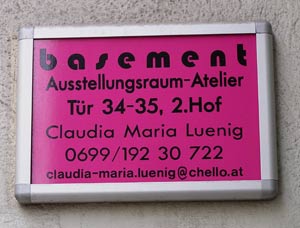 basement
Ausstellungsraum-Atelier
Tür 34-35, 2.Hof
Claudia Maria Luenig
0699/192 30 722
claudia-maria.luenig@chello.at